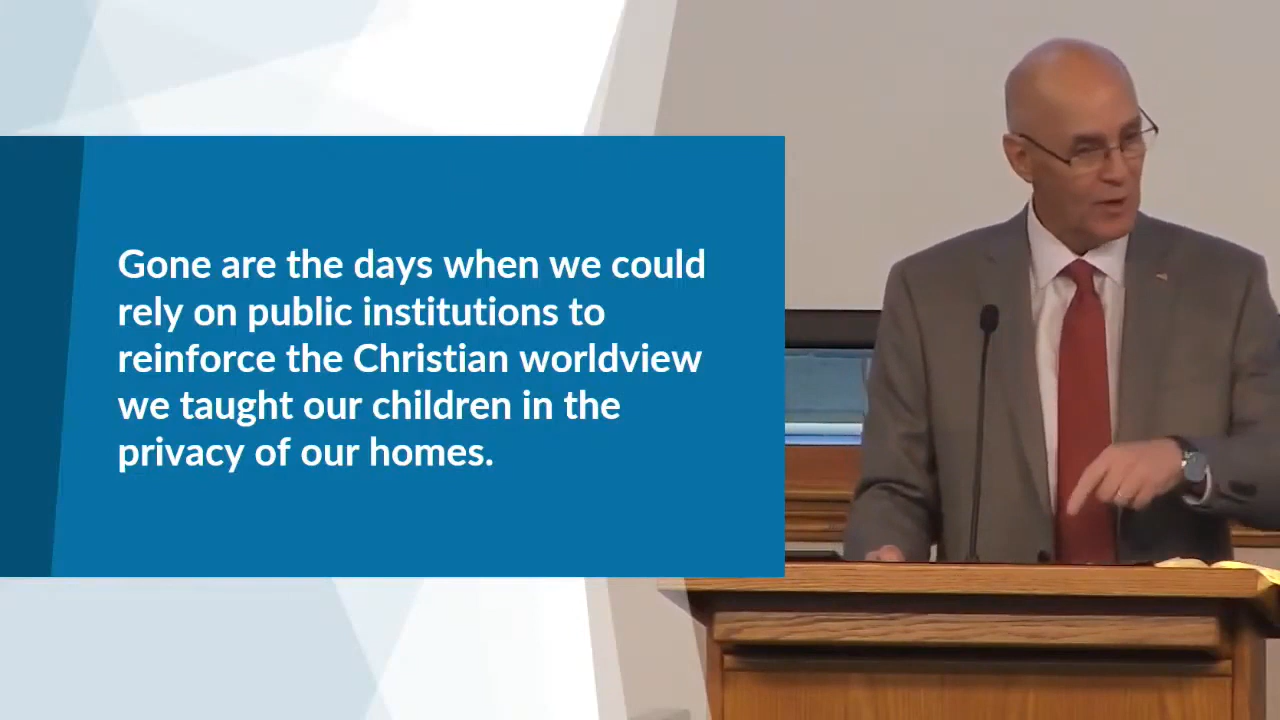 Gone are the days when we could
rely on public institutions to
reinforce the Christian worldview
we taught our children in the
privacy of our homes.